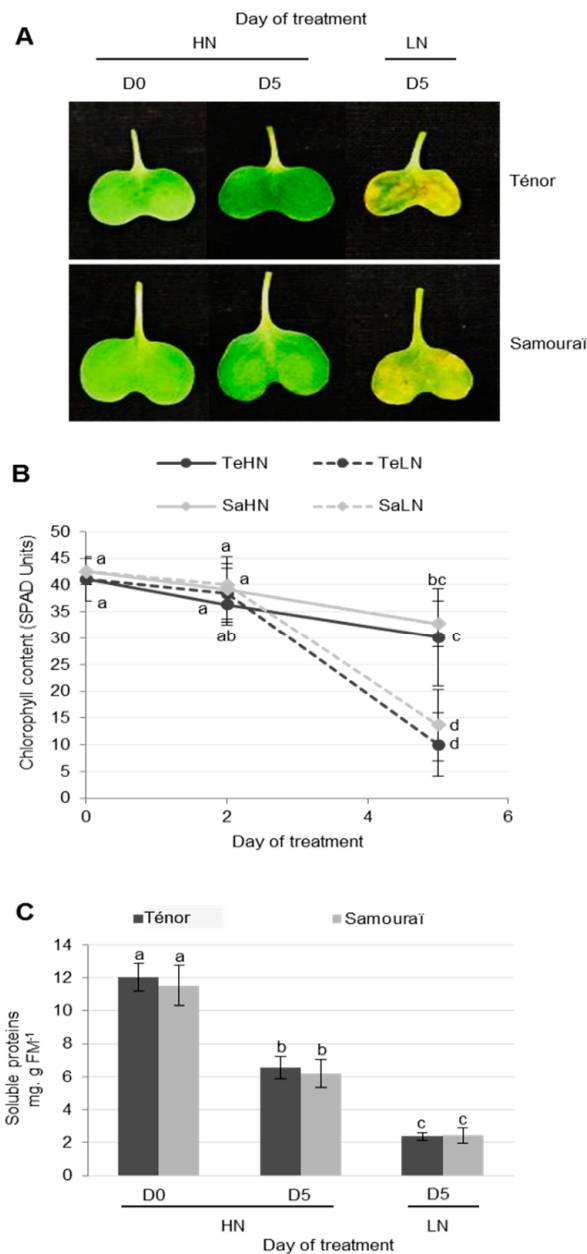 A
Day of treatment
HN LN
D0 D5 D5
Ténor
Samouraï
B
TeHN TeLN
SaHN SaLN
Chlorophyll content (SPAD Units)
50
45
40
35
30
25
20
15
10
5
0
a
a
a
a
a
ab
bc
c
d
d
0 2 4 6
Day of treatment
C
Ténor Samouraï
Soluble proteins
mg. g FM-1
14
12
10
8
6
4
2
0
a a
b b
c c
D0 D5 D5
HN LN
Day of treatment